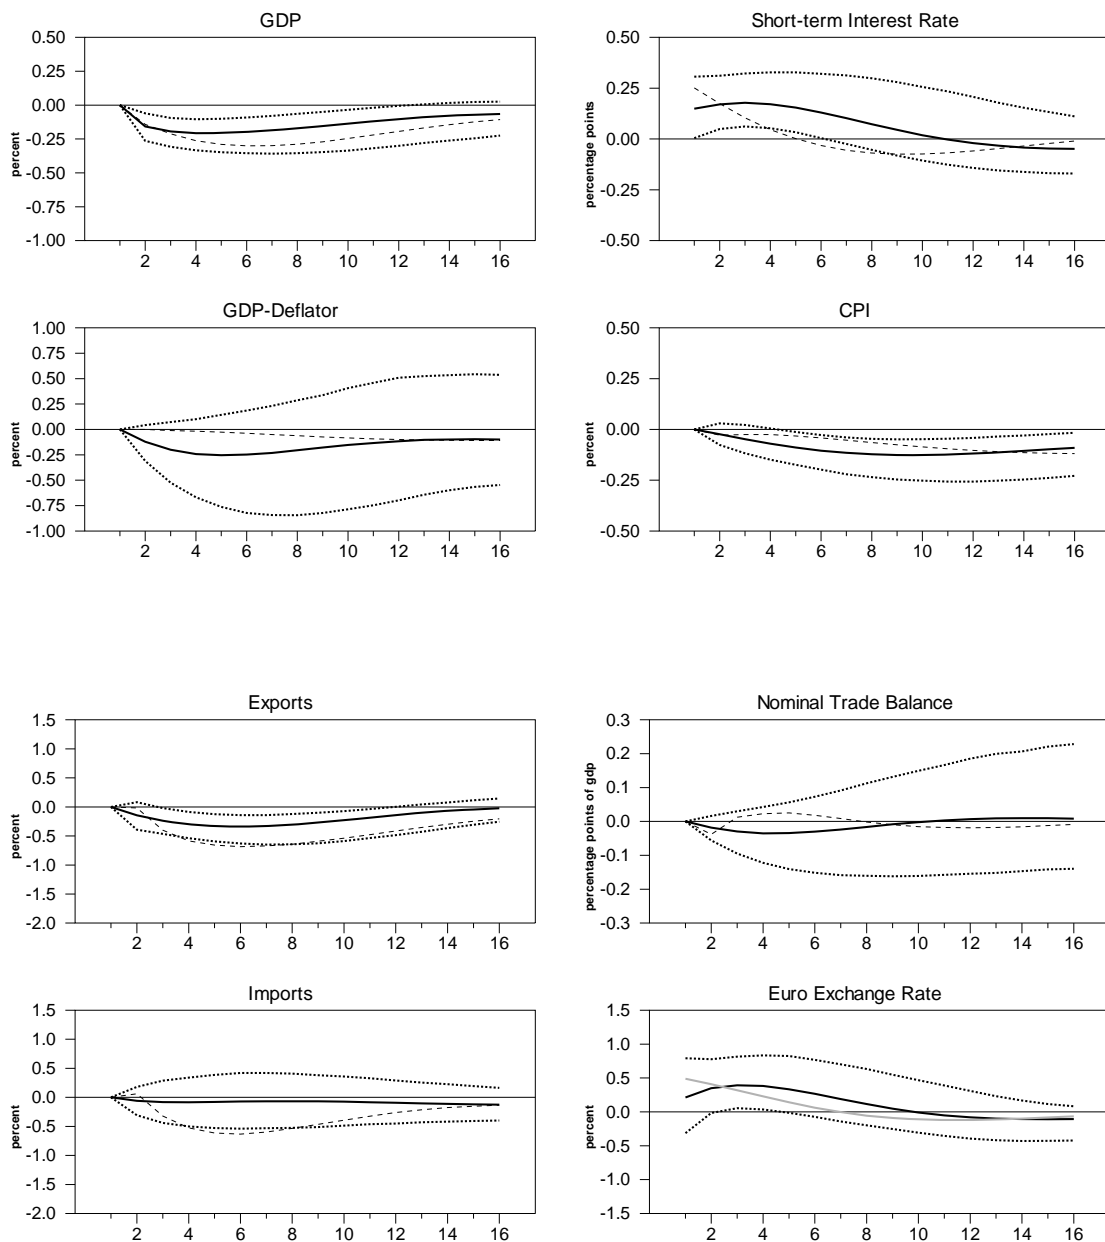 GDP
0.50
0.25
0.00
-0.25
-0.50
-0.75
-1.00
percent
2 4 6 8 10 12 14 16
Short-term Interest Rate
0.50
0.25
0.00
-0.25
-0.50
percentage points
2 4 6 8 10 12 14 16
GDP-Deflator
1.00
0.75
0.50
0.25
0.00
-0.25
-0.50
-0.75
-1.00
percent
2 4 6 8 10 12 14 16
CPI
0.50
0.25
0.00
-0.25
-0.50
percent
2 4 6 8 10 12 14 16
Exports
1.5
1.0
0.5
0.0
-0.5
-1.0
-1.5
-2.0
percent
2 4 6 8 10 12 14 16
Nominal Trade Balance
0.3
0.2
0.1
0.0
-0.1
-0.2
-0.3
percentage points of gdp
2 4 6 8 10 12 14 16
Imports
1.5
1.0
0.5
0.0
-0.5
-1.0
-1.5
-2.0
percent
2 4 6 8 10 12 14 16
Euro Exchange Rate
1.5
1.0
0.5
0.0
-0.5
-1.0
-1.5
percent
2 4 6 8 10 12 14 16